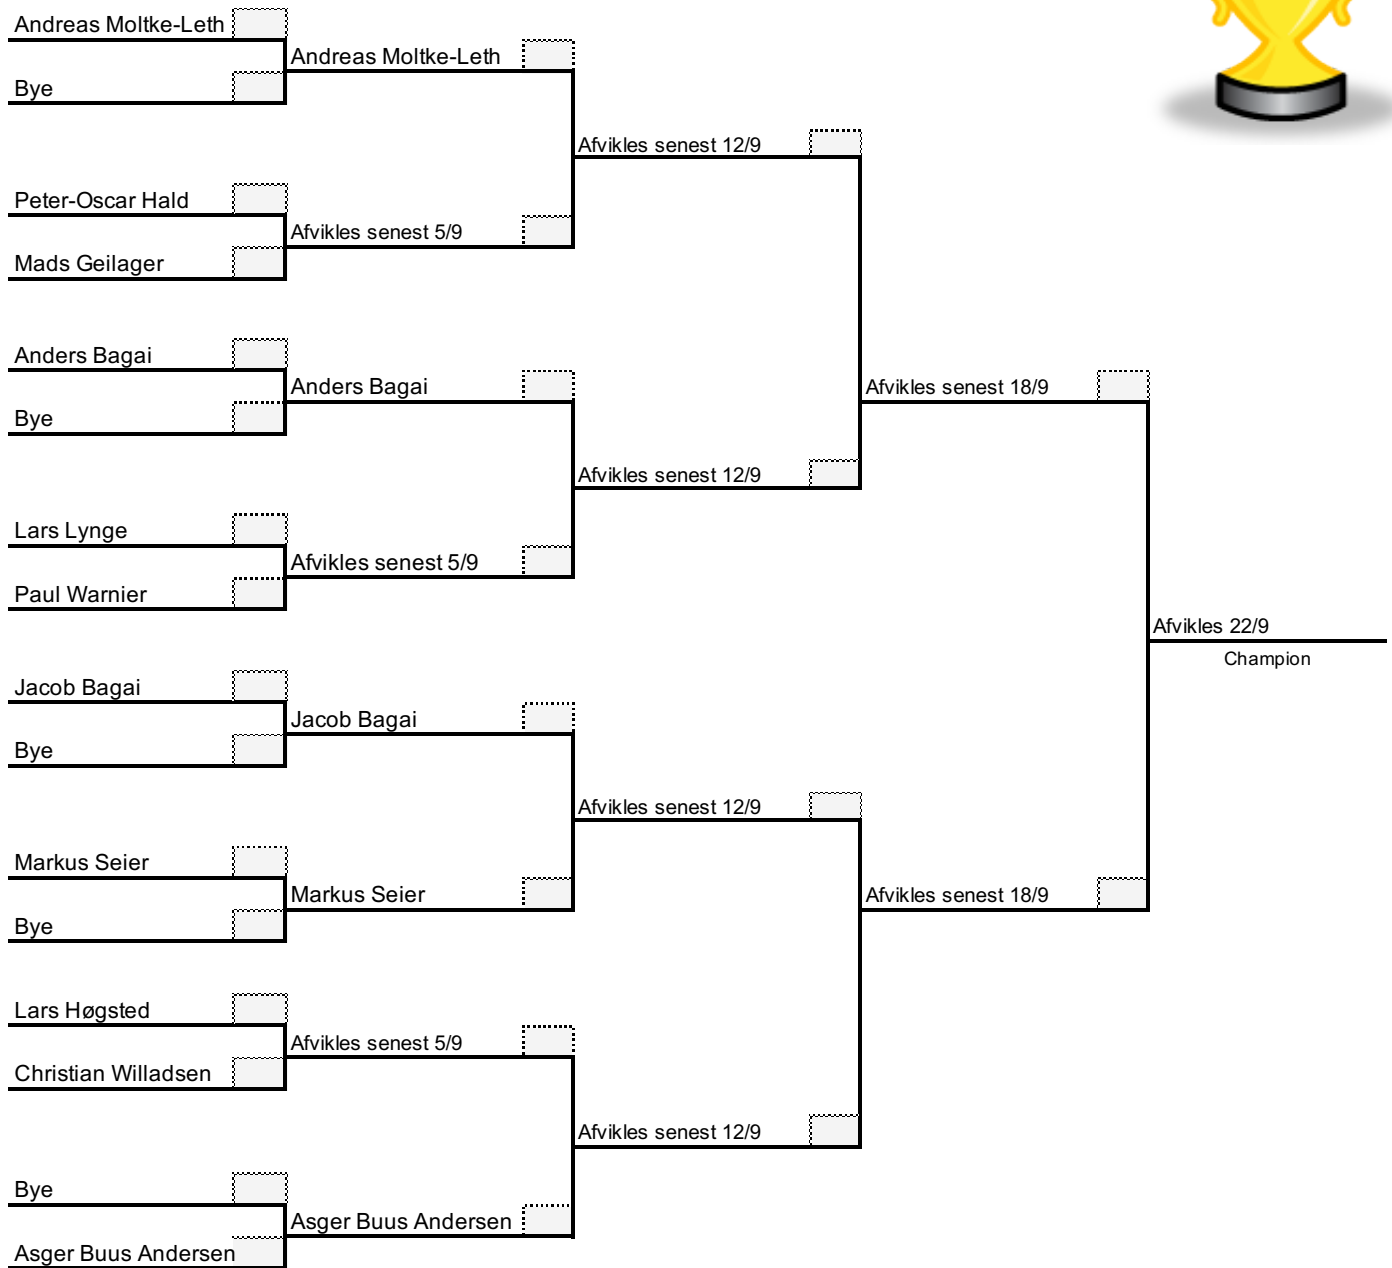 Andreas Moltke-Leth
Andreas Moltke-Leth
Bye
Afvikles senest 12/9
Peter-Oscar Hald
Afvikles senest 5/9
Mads Geilager
Anders Bagai
Anders Bagai
Afvikles senest 18/9
Bye
Afvikles senest 12/9
Lars Lynge
Afvikles senest 5/9
Paul Warnier
Afvikles 22/9
Champion
Jacob Bagai
Jacob Bagai
Bye
Afvikles senest 12/9
Markus Seier
Markus Seier
Afvikles senest 18/9
Bye
Lars Høgsted
Afvikles senest 5/9
Christian Willadsen
Afvikles senest 12/9
Bye
Asger Buus Andersen
Asger Buus Andersen